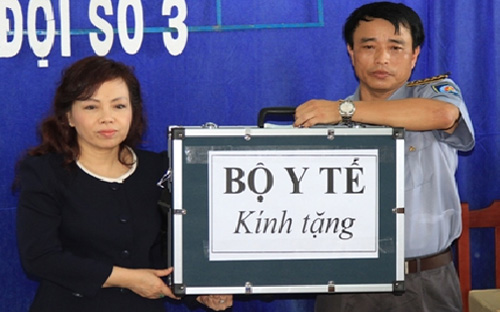 ĐỘI SỐ 3
BỘ Y TẾ
Kính tặng